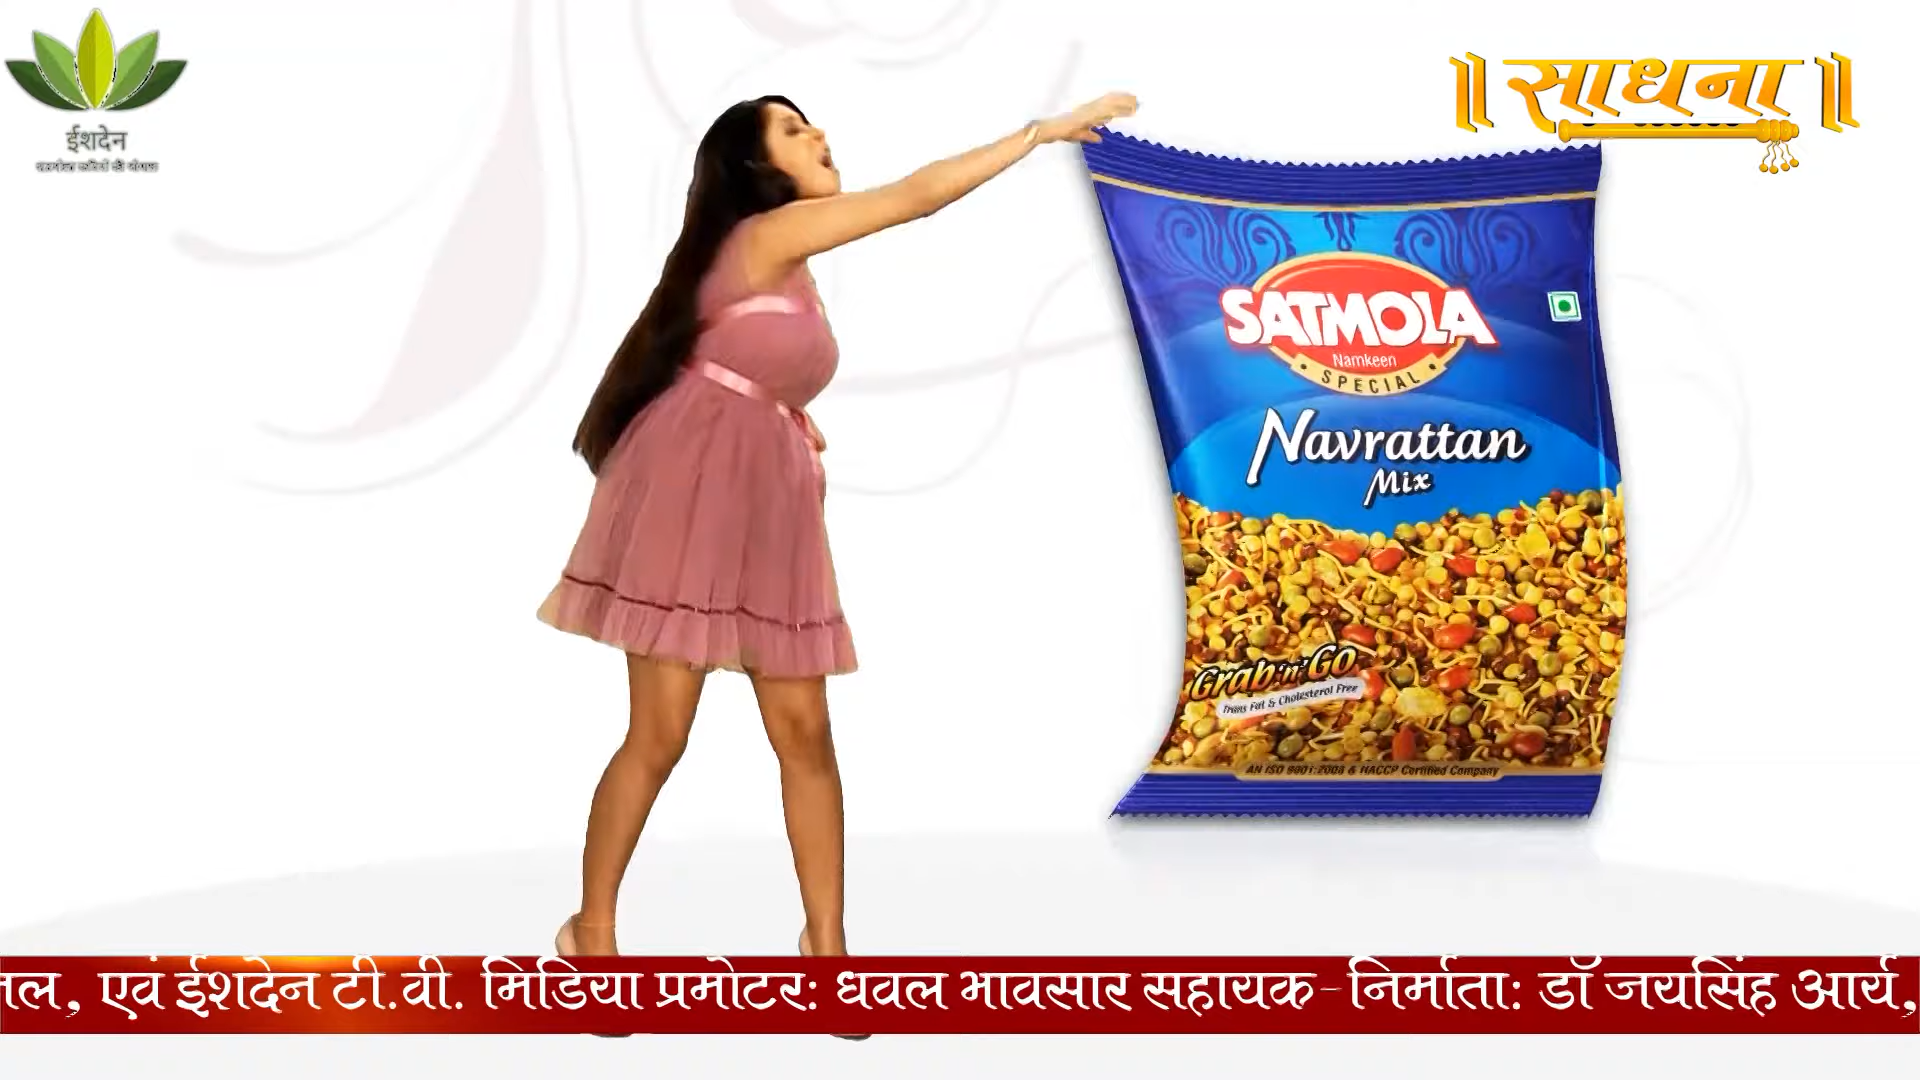 ईशदेन
॥ साधना ॥
SATMOLA
Namkeen
• SPECIAL •
Navrattan
Mix
Grab 'n' Go
Trans Fat & Cholesterol Free
AN ISO 9001:2008 & HACCP Certified Company
एवं ईशदेन टी.वी. मिडिया प्रमोटर: धवल भावसार सहायक-निर्माता: डॉ जयसिंह आर्य,